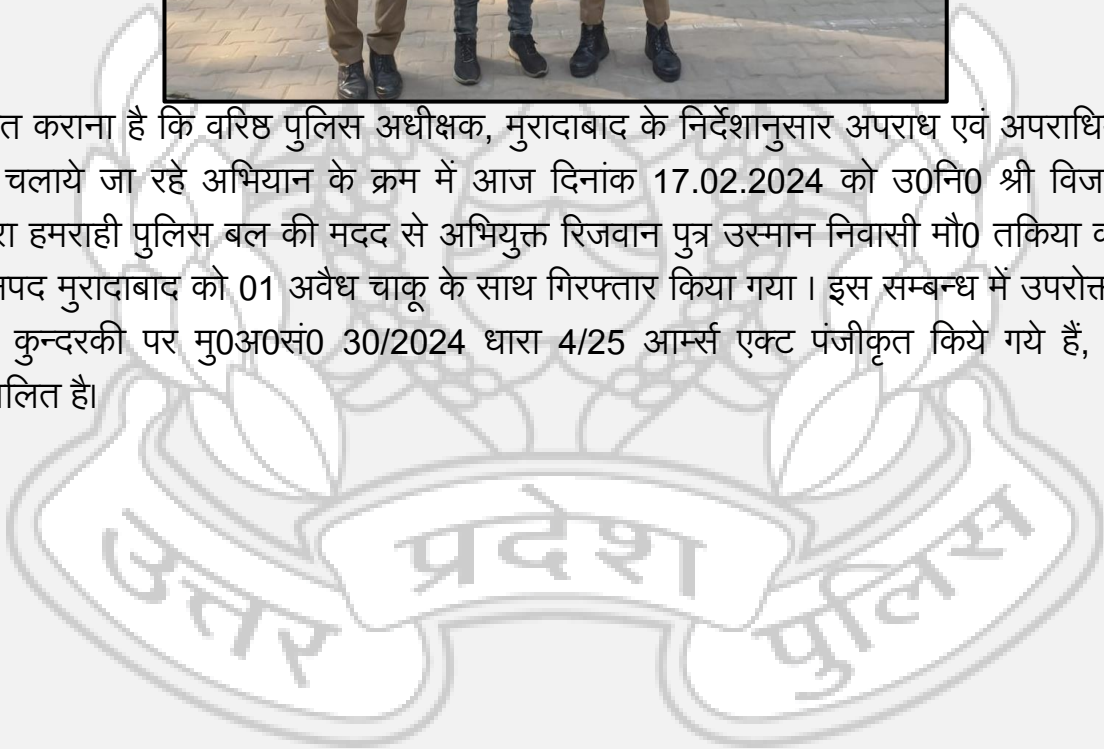 त कराना है कि वरिष्ठ पुलिस अधीक्षक, मुरादाबाद के निर्देशानुसार अपराध एवं अपराधि
चलाये जा रहे अभियान के क्रम में आज दिनांक 17.02.2024 को उ0नि0 श्री विज
रा हमराही पुलिस बल की मदद से अभियुक्त रिजवान पुत्र उस्मान निवासी मौ0 तकिया व
नपद मुरादाबाद को 01 अवैध चाकू के साथ गिरफ्तार किया गया । इस सम्बन्ध में उपरोक्त
कुन्दरकी पर मु0अ0सं0 30/2024 धारा 4/25 आर्म्स एक्ट पंजीकृत किये गये हैं,
लित है।
उत्तर प्रदेश पुलिस